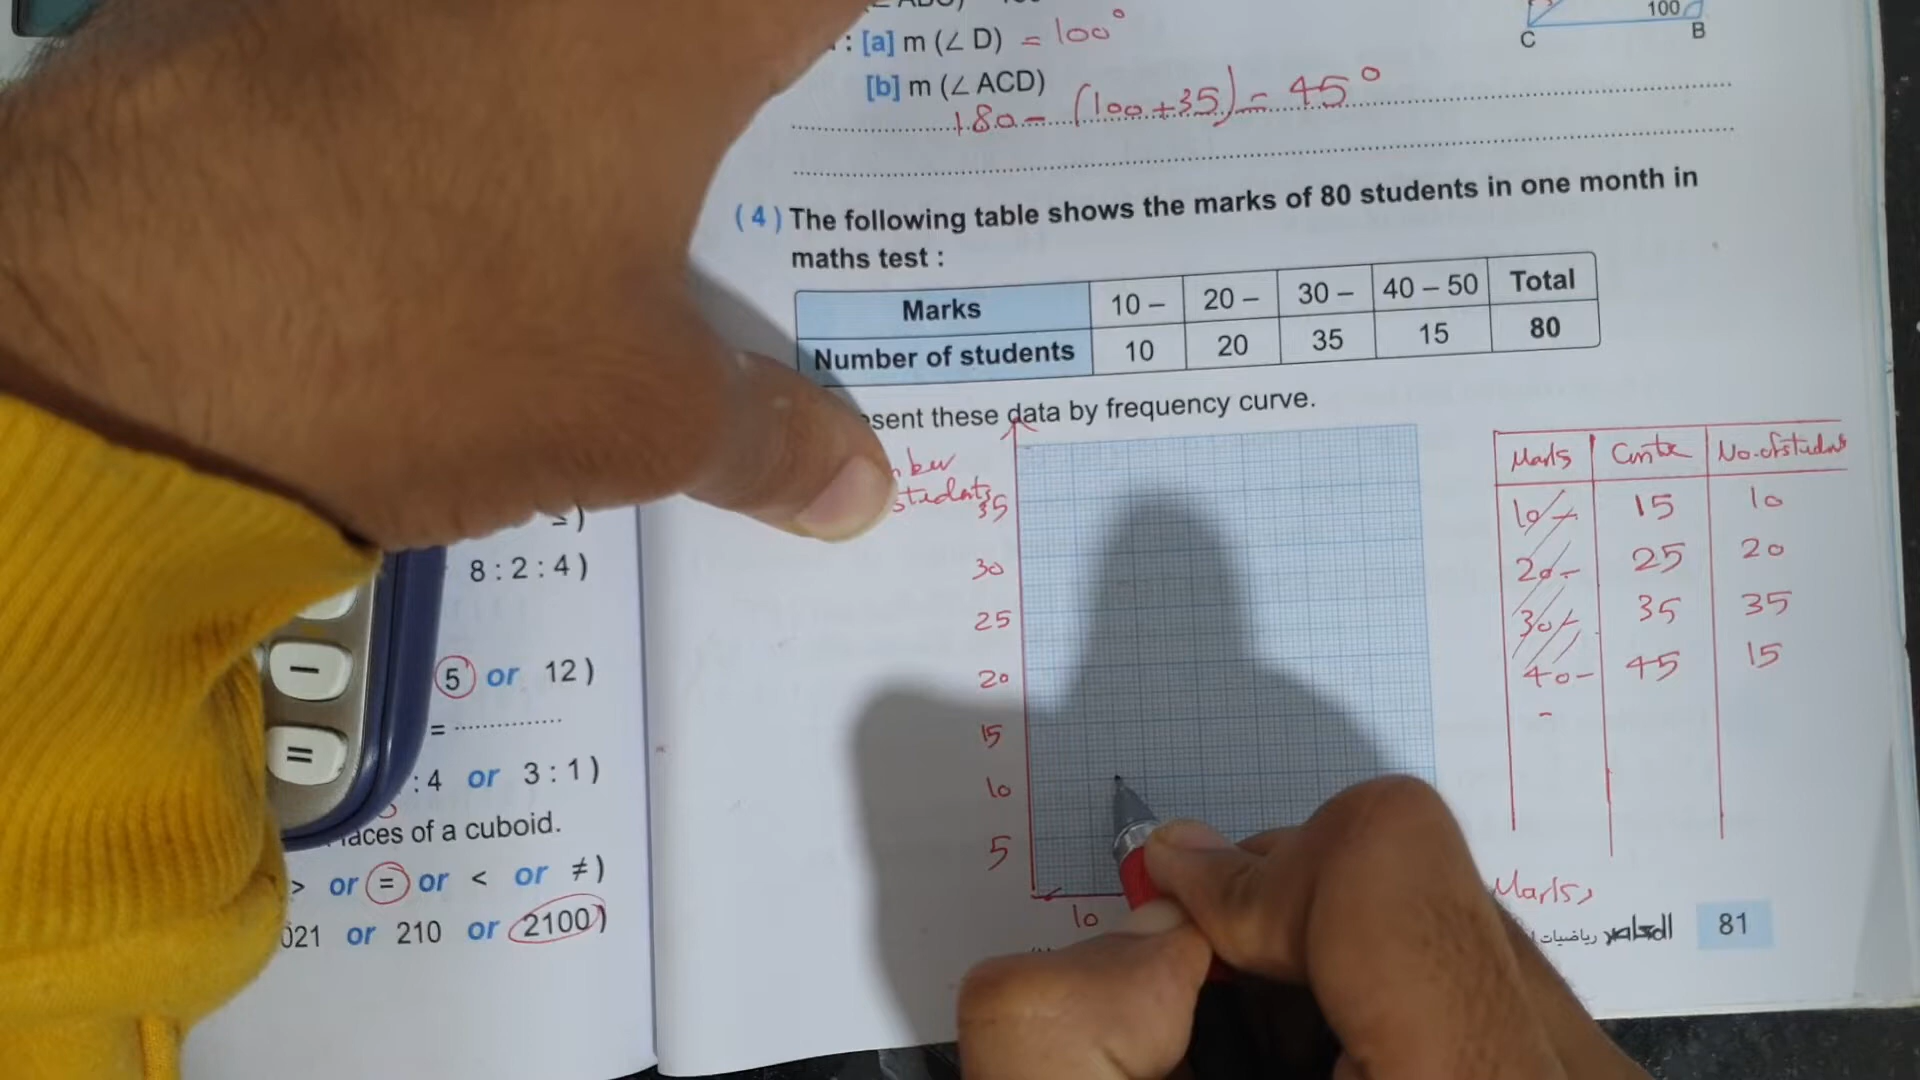 : [a] m (∠ D) = 100°
[b] m (∠ ACD)
180 - (100 + 35) = 45°
100
C
B
(4) The following table shows the marks of 80 students in one month in
maths test :
Marks 10 – 20 – 30 – 40 – 50 Total
Number of students 10 20 35 15 80
sent these data by frequency curve.
students
35
30
25
20
15
10
5
10
Marks
Marks No. of students
10 - 15 10
20 - 25 20
30 - 35 35
40 - 45 15
-
8 : 2 : 4 )
5 or 12 )
= ..............
: 4 or 3 : 1 )
aces of a cuboid.
> or = or < or ≠ )
021 or 210 or 2100 )
المعاصر رياضيات
81
−
=